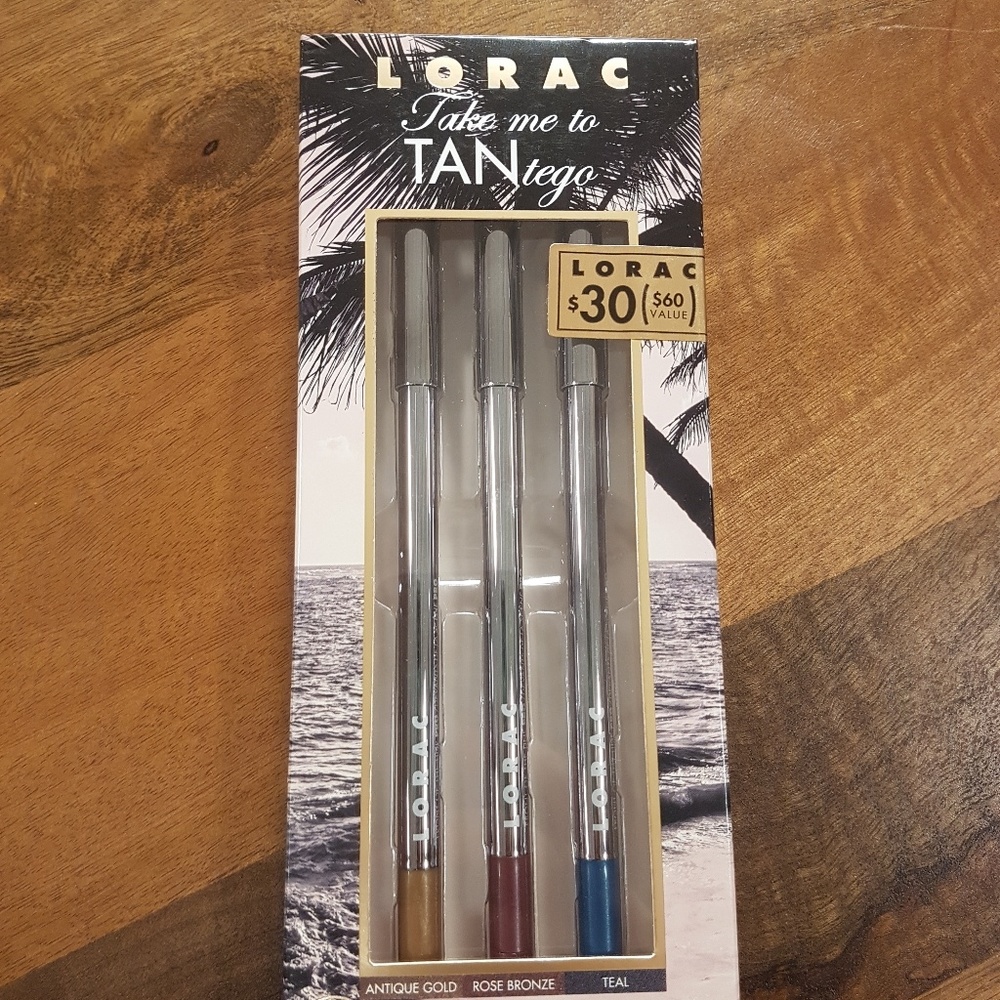 LORAC
Take me to
TANtego
LORAC
$30 ($60 VALUE)
LORAC
LORAC
LORAC
ANTIQUE GOLD
ROSE BRONZE
TEAL